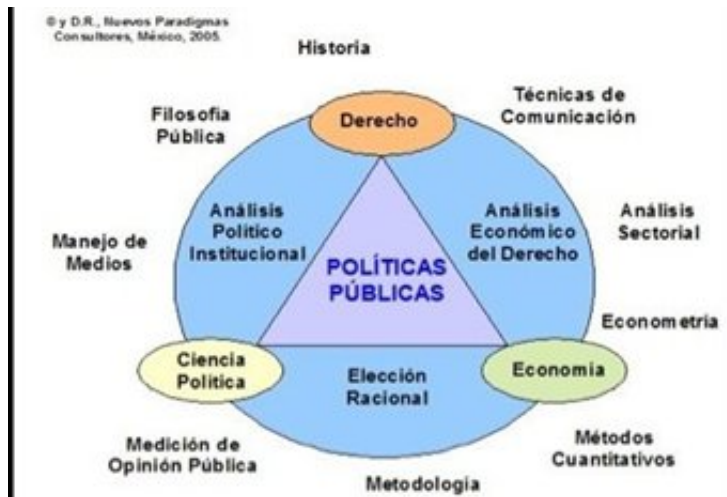 © y D.R., Nuevos Paradigmas
Consultores, México, 2005.
Historia
Técnicas de
Comunicación
Filosofía
Pública
Derecho
Análisis
Político
Institucional
Análisis
Económico
del Derecho
Análisis
Sectorial
Manejo de
Medios
POLÍTICAS
PÚBLICAS
Econometría
Ciencia
Política
Elección
Racional
Economía
Medición de
Opinión Pública
Métodos
Cuantitativos
Metodología